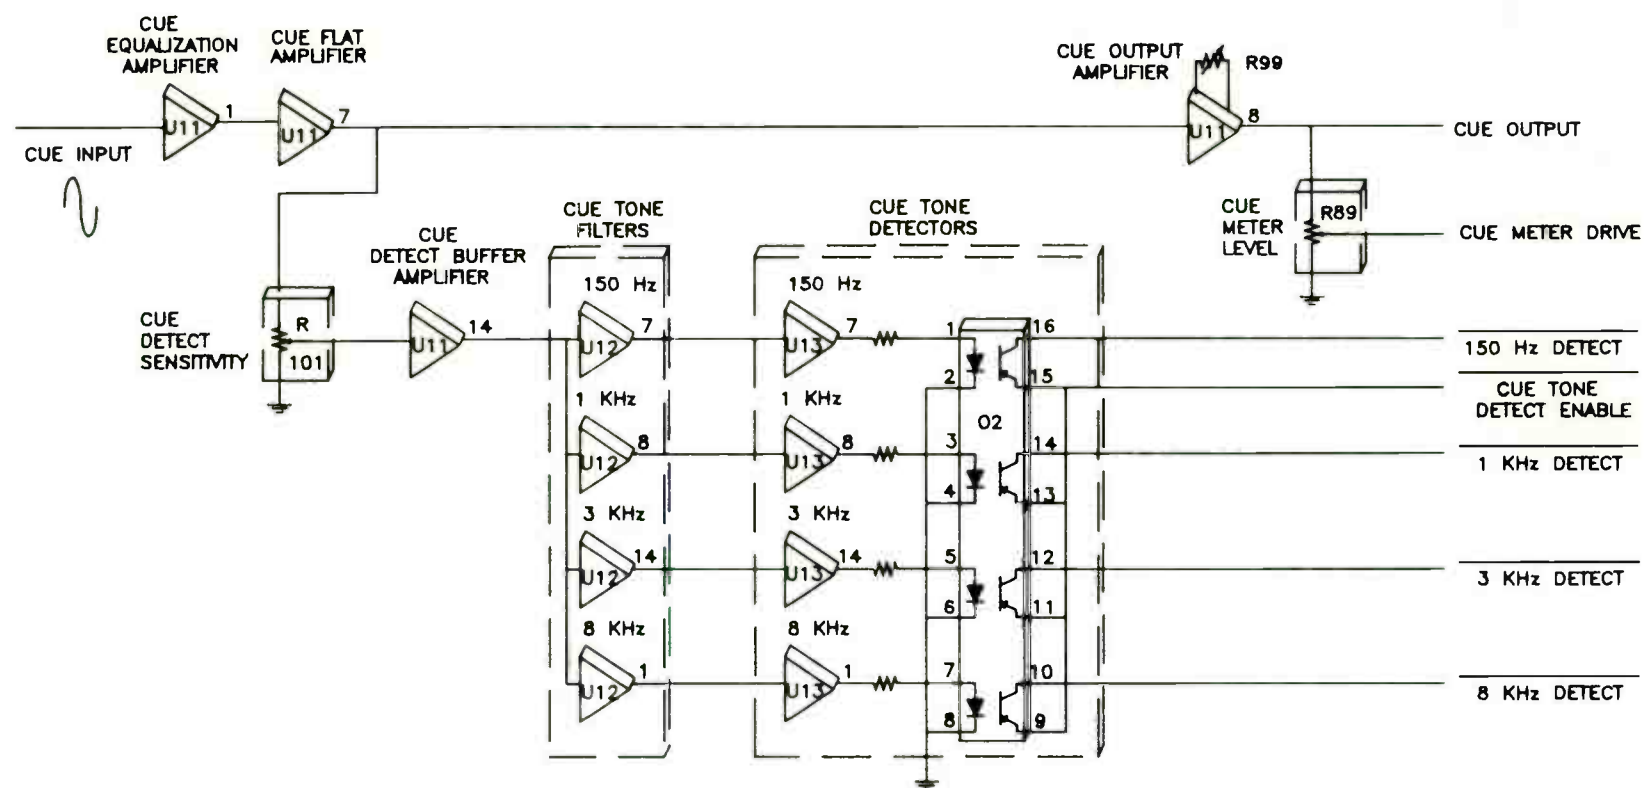 CUE
EQUALIZATION
AMPLIFIER
CUE FLAT
AMPLIFIER
CUE OUTPUT
AMPLIFIER
R99
U11
1
U11
7
U11
8
CUE OUTPUT
CUE INPUT
CUE
METER
LEVEL
R89
CUE METER DRIVE
CUE TONE
FILTERS
CUE TONE
DETECTORS
CUE
DETECT BUFFER
AMPLIFIER
CUE
DETECT
SENSITIVITY
R
101
U11
14
150 Hz
U12
7
150 Hz
U13
7
1
16
150 Hz DETECT
2
15
CUE TONE
DETECT ENABLE
1 KHz
U12
8
1 KHz
U13
8
O2
3
14
1 KHz DETECT
4
13
3 KHz
U12
14
3 KHz
U13
14
5
12
3 KHz DETECT
6
11
8 KHz
U12
1
8 KHz
U13
1
7
10
8 KHz DETECT
8
9